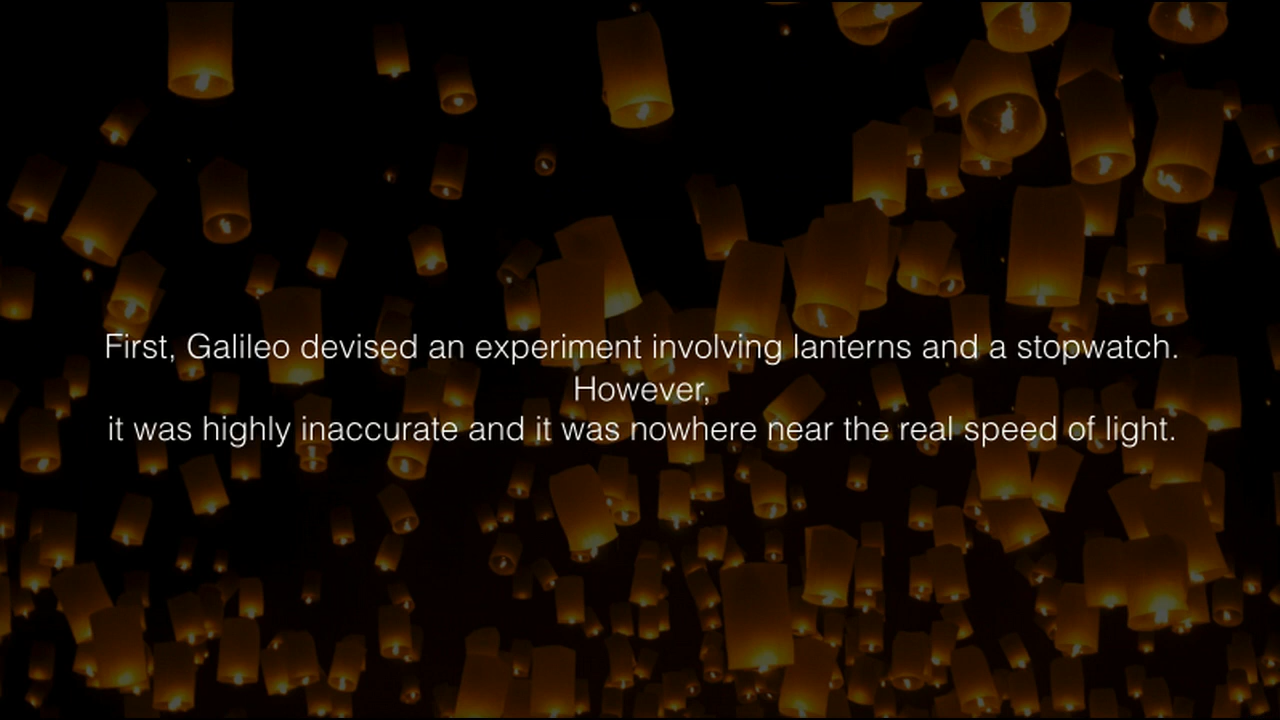 First, Galileo devised an experiment involving lanterns and a stopwatch.
However,
it was highly inaccurate and it was nowhere near the real speed of light.